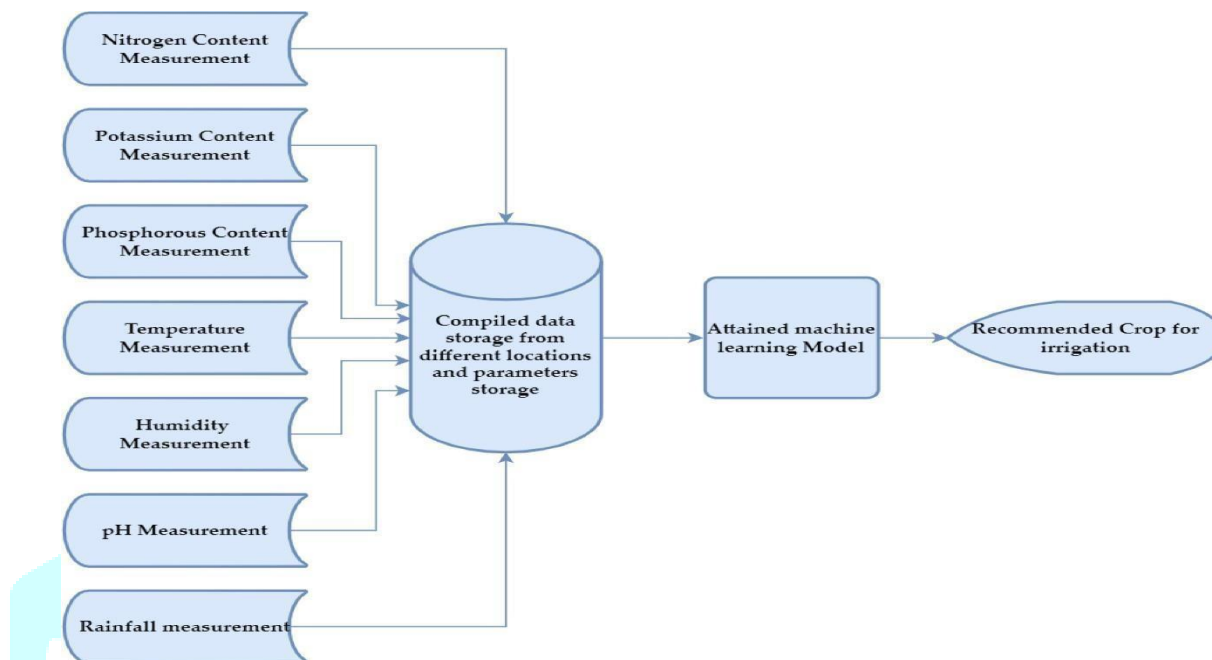 Nitrogen Content
Measurement
Potassium Content
Measurement
Phosphorous Content
Measurement
Temperature
Measurement
Humidity
Measurement
pH Measurement
Rainfall measurement
Compiled data
storage from
different locations
and parameters
storage
Attained machine
learning Model
Recommended Crop for
irrigation